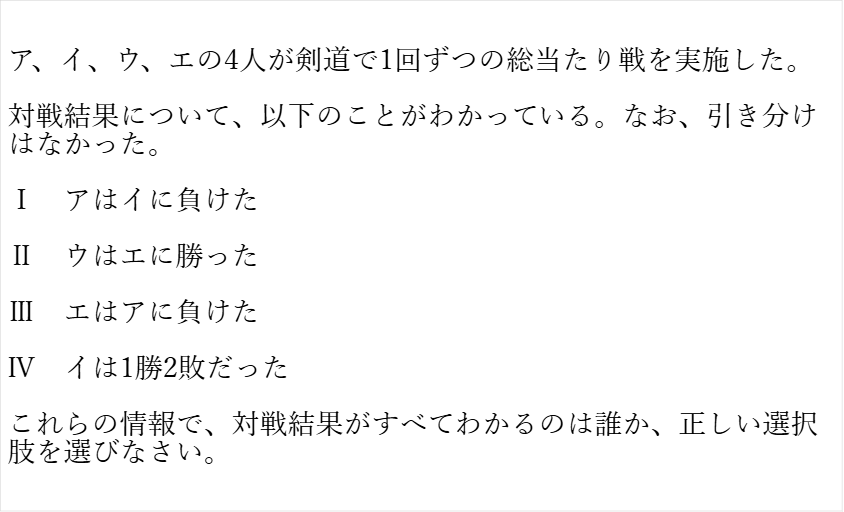 ア、イ、ウ、エの4人が剣道で1回ずつの総当たり戦を実施した。
対戦結果について、以下のことがわかっている。なお、引き分け
はなかった。
Ⅰ　アはイに負けた
Ⅱ　ウはエに勝った
Ⅲ　エはアに負けた
Ⅳ　イは1勝2敗だった
これらの情報で、対戦結果がすべてわかるのは誰か、正しい選択
肢を選びなさい。